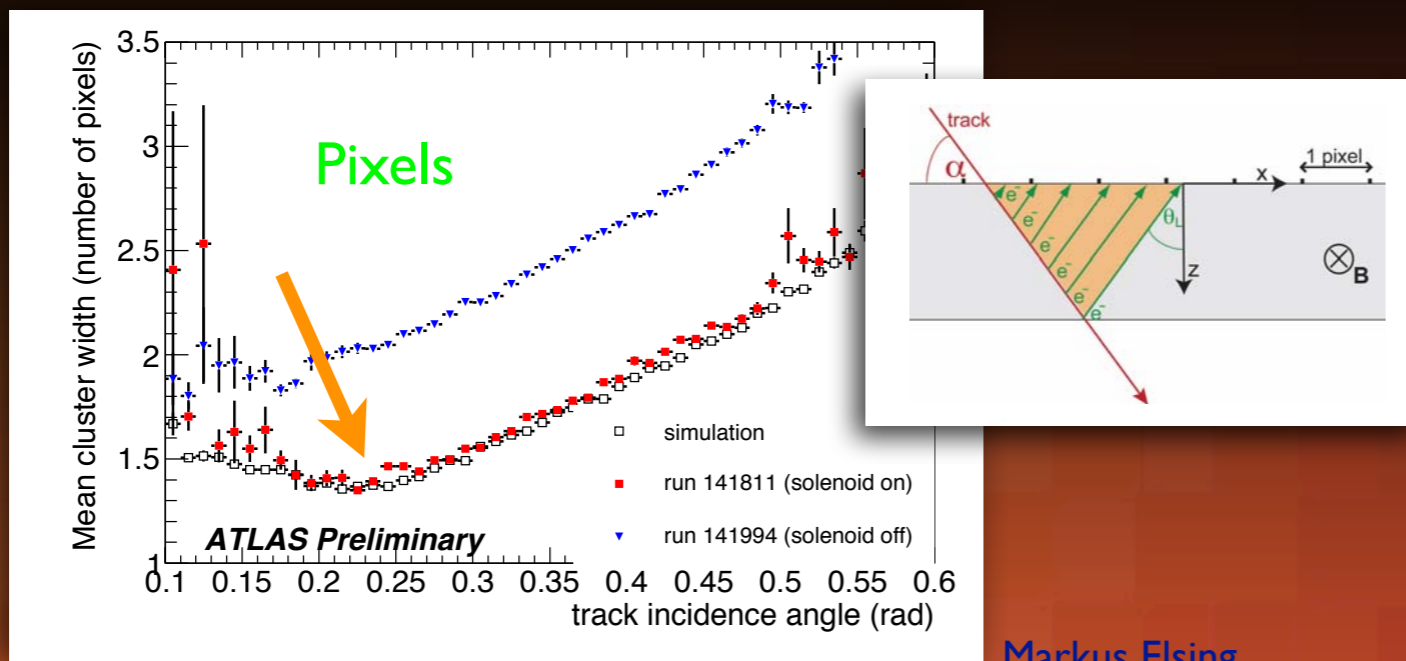 Mean cluster width (number of pixels)
3.5
3
2.5
2
1.5
1
Pixels
simulation
run 141811 (solenoid on)
run 141994 (solenoid off)
ATLAS Preliminary
0.1 0.15 0.2 0.25 0.3 0.35 0.4 0.45 0.5 0.55 0.6
track incidence angle (rad)
track
α
1 pixel
x
e-
e-
e-
e-
e-
e-
θL
z
B
Markus Elsing